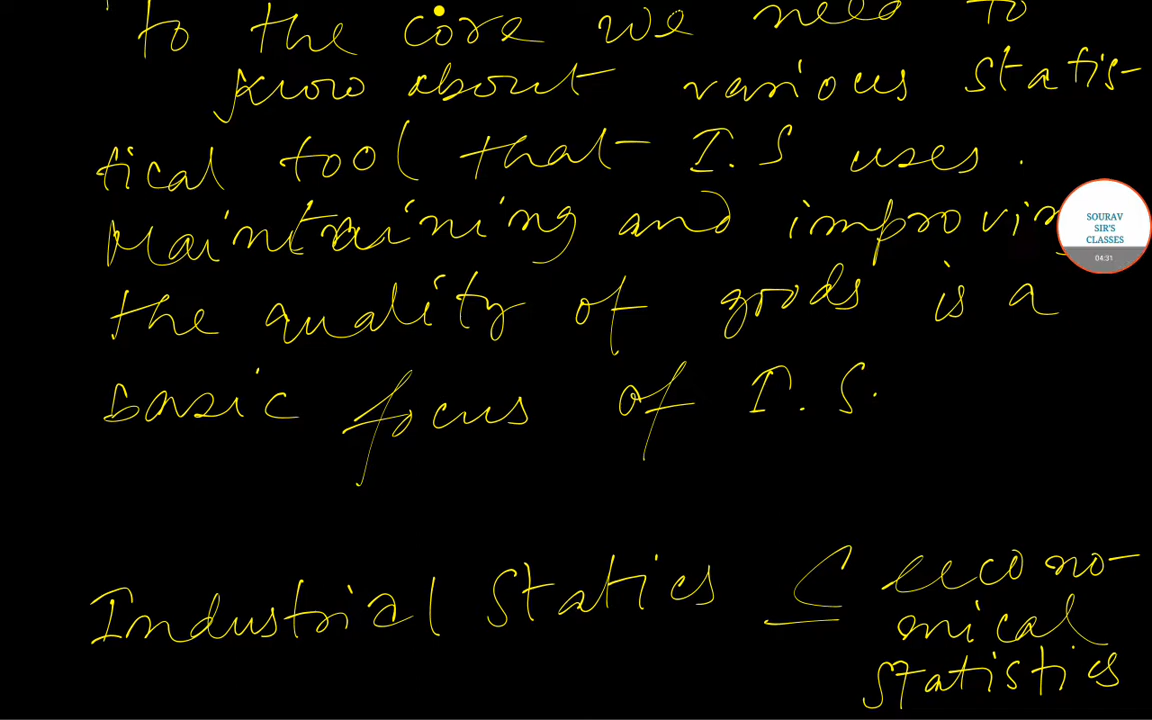 to the core we need to
know about various statis-
tical tool that I.S uses.
Maintaining and improving
the quality of goods is a
basic focus of I.S.
Industrial Statics ⊆ econo-
mical
statistics
SOURAV
SIR'S
CLASSES
04:31